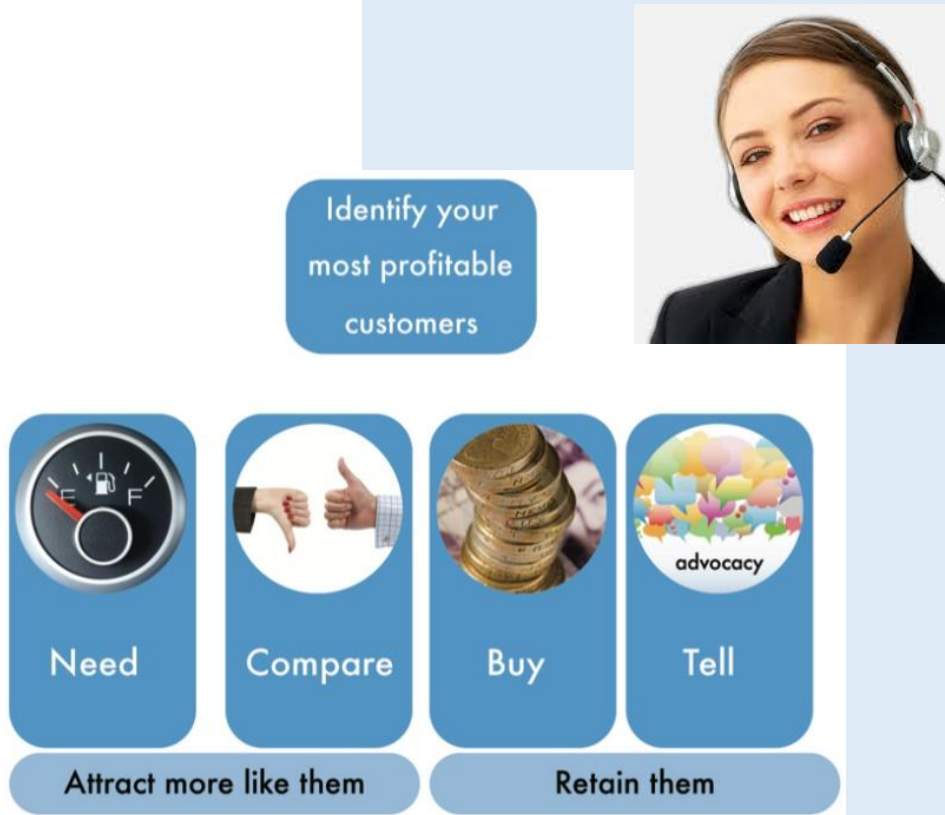 Identify your
most profitable
customers
E F
advocacy
Need Compare Buy Tell
Attract more like them Retain them